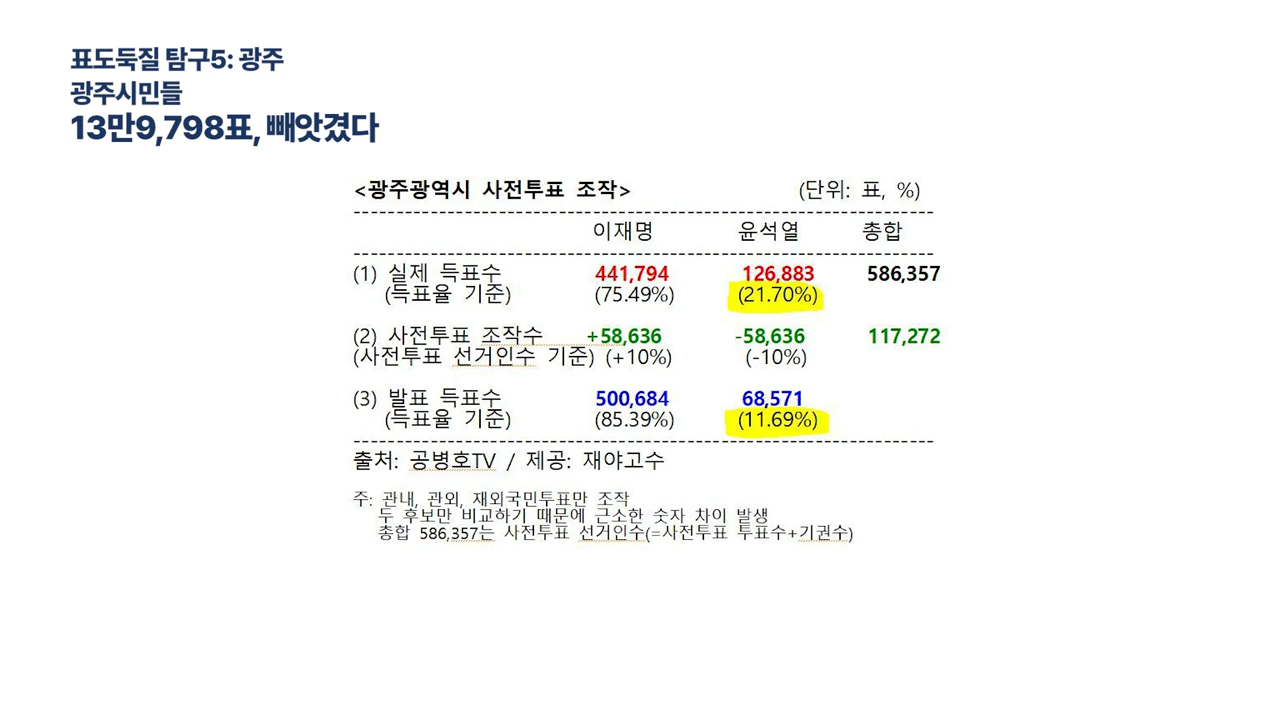 표도둑질 탐구5: 광주
광주시민들
13만9,798표, 빼앗겼다
<광주광역시 사전투표 조작> (단위: 표, %)
이재명 윤석열 총합
(1) 실제 득표수 441,794 126,883 586,357
(득표율 기준) (75.49%) (21.70%)
(2) 사전투표 조작수 +58,636 -58,636 117,272
(사전투표 선거인수 기준) (+10%) (-10%)
(3) 발표 득표수 500,684 68,571
(득표율 기준) (85.39%) (11.69%)
출처: 공병호TV / 제공: 재야고수
주: 관내, 관외, 재외국민투표만 조작
두 후보만 비교하기 때문에 근소한 숫자 차이 발생
총합 586,357는 사전투표 선거인수(=사전투표 투표수+기권수)